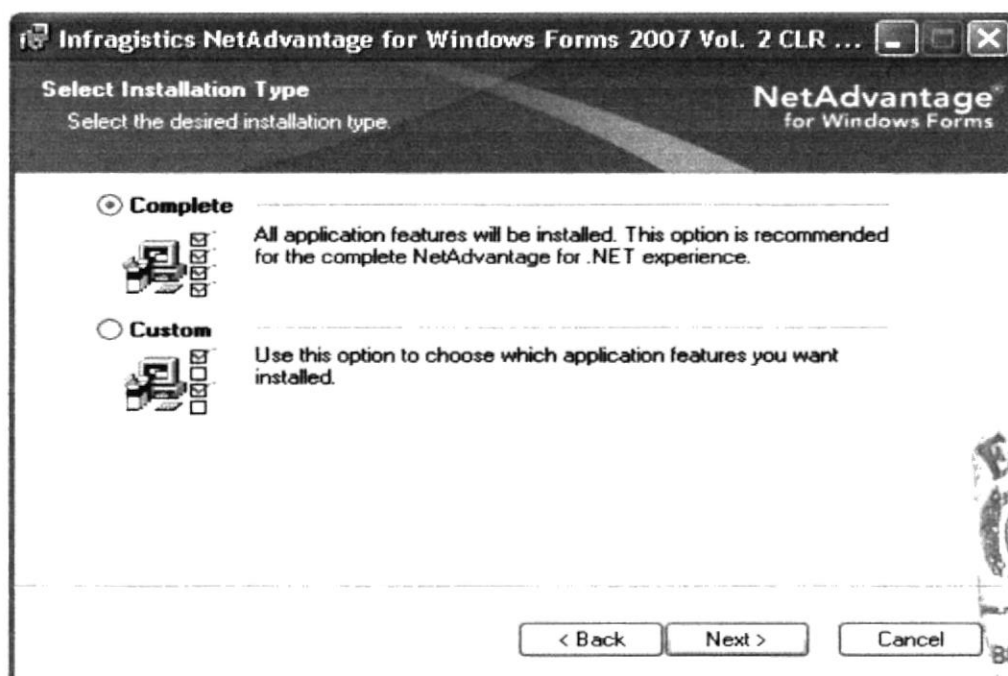 Infragistics NetAdvantage for Windows Forms 2007 Vol. 2 CLR ...
Select Installation Type
Select the desired installation type.
NetAdvantage
for Windows Forms
Complete
All application features will be installed. This option is recommended
for the complete NetAdvantage for .NET experience.
Custom
Use this option to choose which application features you want
installed.
< Back
Next >
Cancel